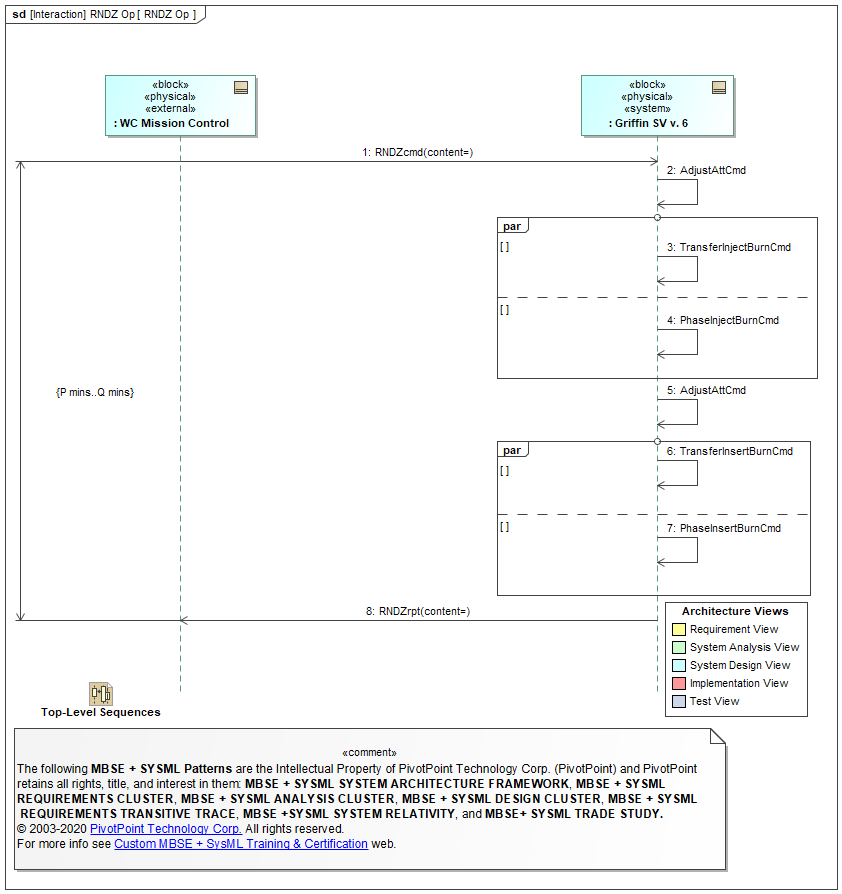 sd [Interaction] RNDZ Op [ RNDZ Op ]
«block»
«physical»
«external»
: WC Mission Control
«block»
«physical»
«system»
: Griffin SV v. 6
1: RNDZcmd(content=)
2: AdjustAttCmd
par
[ ]
3: TransferInjectBurnCmd
[ ]
4: PhaseInjectBurnCmd
{P mins..Q mins}
5: AdjustAttCmd
par
6: TransferInsertBurnCmd
[ ]
[ ]
7: PhaseInsertBurnCmd
8: RNDZrpt(content=)
Architecture Views
Requirement View
System Analysis View
System Design View
Implementation View
Test View
Top-Level Sequences
«comment»
The following MBSE + SYSML Patterns are the Intellectual Property of PivotPoint Technology Corp. (PivotPoint) and PivotPoint
retains all rights, title, and interest in them: MBSE + SYSML SYSTEM ARCHITECTURE FRAMEWORK, MBSE + SYSML
REQUIREMENTS CLUSTER, MBSE + SYSML ANALYSIS CLUSTER, MBSE + SYSML DESIGN CLUSTER, MBSE + SYSML
REQUIREMENTS TRANSITIVE TRACE, MBSE +SYSML SYSTEM RELATIVITY, and MBSE+ SYSML TRADE STUDY.
© 2003-2020 PivotPoint Technology Corp. All rights reserved.
For more info see Custom MBSE + SysML Training & Certification web.